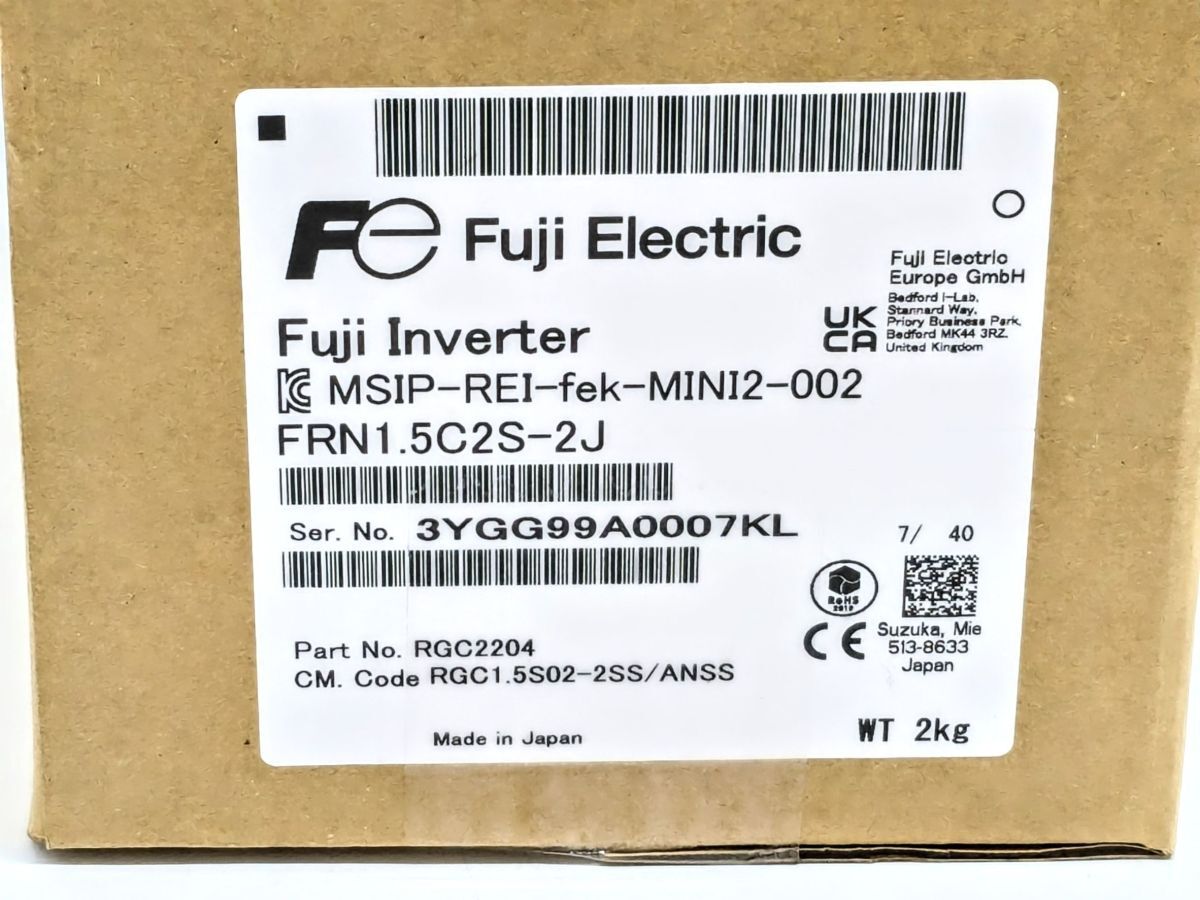 Fe Fuji Electric
Fuji Electric
Europe GmbH
Bedford i-Lab,
Stannard Way,
Priory Business Park,
Bedford MK44 3RZ.
United Kingdom
UK
CA
Fuji Inverter
MSIP-REI-fek-MINI2-002
FRN1.5C2S-2J
Ser. No. 3YGG99A0007KL
7/ 40
RoHS
CE
Suzuka, Mie
513-8633
Japan
Part No. RGC2204
CM. Code RGC1.5S02-2SS/ANSS
Made in Japan
WT 2kg